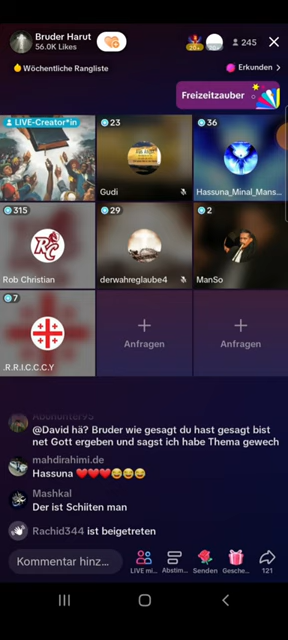 Bruder Harut
56.0K Likes
20+
245
Wöchentliche Rangliste
Erkunden >
Freizeitzauber
LIVE-Creator*in
23
36
Gudi
Hassuna_Minal_Mans...
315
29
2
RC
Rob Christian
derwahreglaube4
ManSo
7
.R.R.I.C.C.C.Y
Anfragen
Anfragen
@David hä? Bruder wie gesagt du hast gesagt bist
net Gott ergeben und sagst ich habe Thema gewech
mahdirahimi.de
Hassuna ❤️❤️❤️😂😂😂
Mashkal
Der ist Schiiten man
Rachid344 ist beigetreten
Kommentar hinz...
LIVE mi...
Abstim...
Senden
Gesche...
121